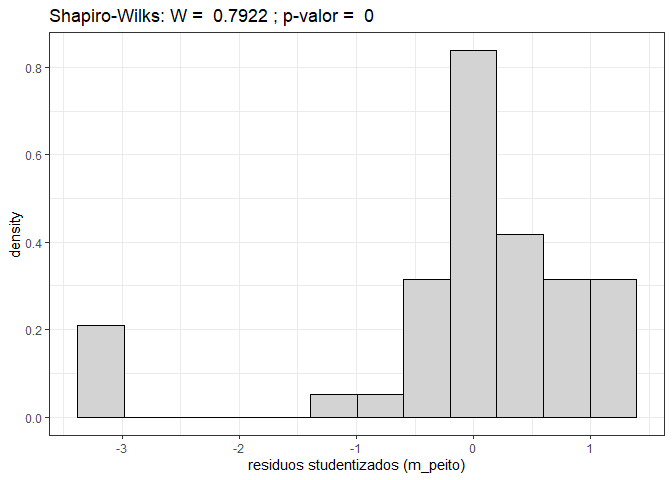 Shapiro-Wilks: W =  0.7922 ; p-valor =  0
0.8
0.6
0.4
0.2
0.0
density
-3 -2 -1 0 1
residuos studentizados (m_peito)